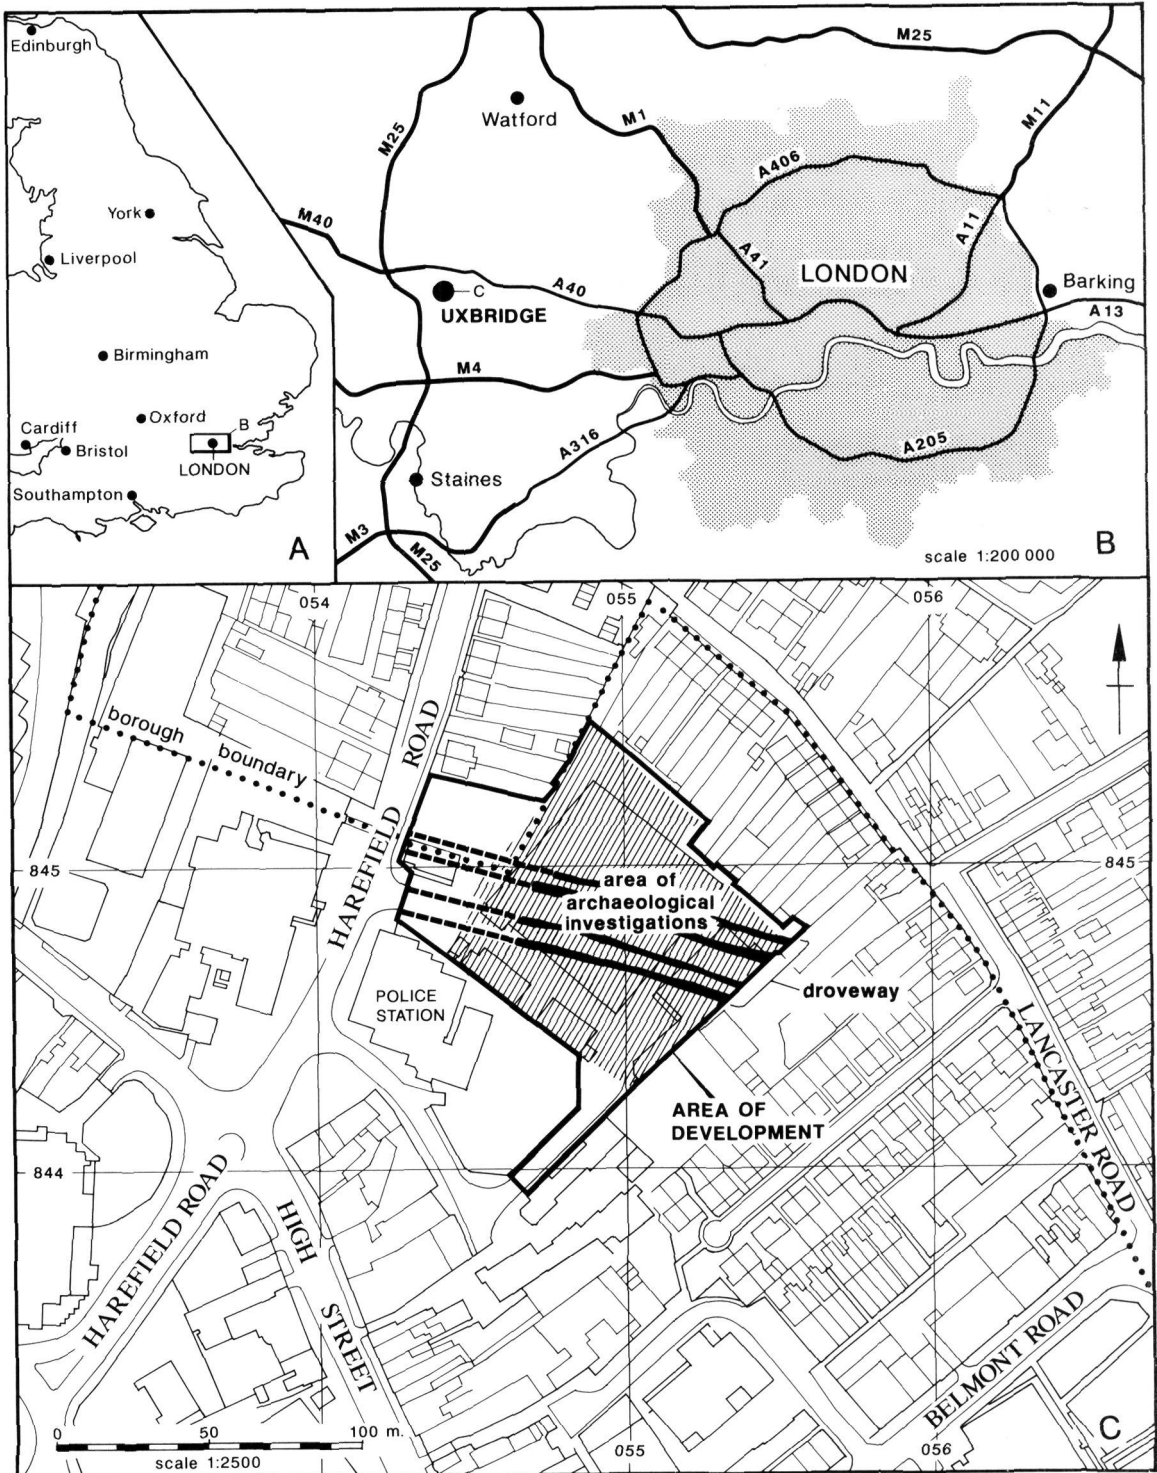 Edinburgh
York
Liverpool
Birmingham
Oxford
B
Cardiff
Bristol
LONDON
Southampton
A
M25
M25
Watford
M1
M11
A406
M40
A41
A11
LONDON
C
A40
Barking
UXBRIDGE
A13
M4
A316
A205
Staines
M3
M25
scale 1:200 000
B
054
055
056
borough boundary
HAREFIELD ROAD
845
845
area of
archaeological
investigations
POLICE
STATION
droveway
LANCASTER ROAD
AREA OF
DEVELOPMENT
844
HAREFIELD ROAD
HIGH STREET
BELMONT ROAD
0 50 100 m.
scale 1:2500
055
056
C